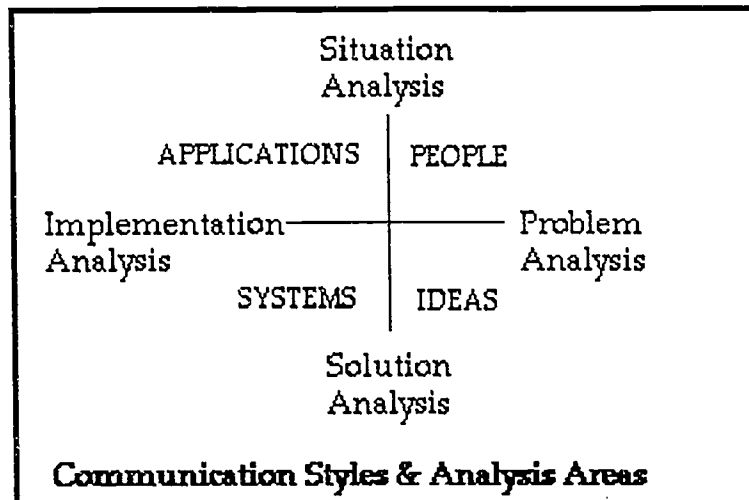 Situation
Analysis
APPLICATIONS PEOPLE
Implementation Problem
Analysis Analysis
SYSTEMS IDEAS
Solution
Analysis
Communication Styles & Analysis Areas